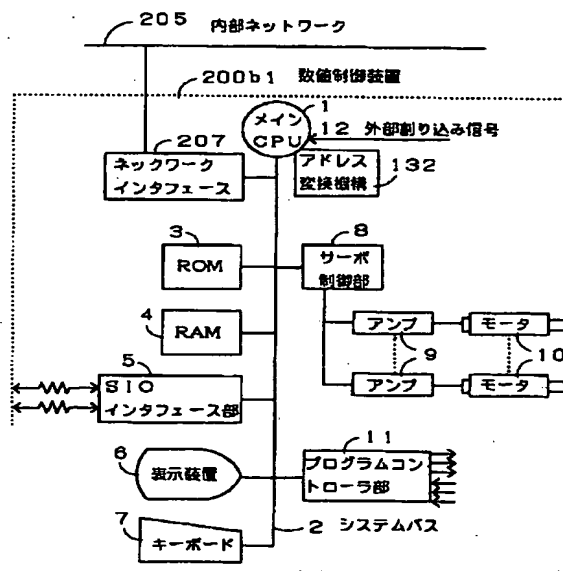 205 内部ネットワーク
200b1 数値制御装置
1
メイン
CPU
12 外部割り込み信号
207
ネックワーク
インタフェース
アドレス
変換機構
132
3
ROM
8
サーボ
制御部
4
RAM
アンプ
モータ
9
10
アンプ
モータ
5
SIO
インタフェース部
6
表示装置
11
プログラムコン
トローラ部
7
キーボード
2 システムバス